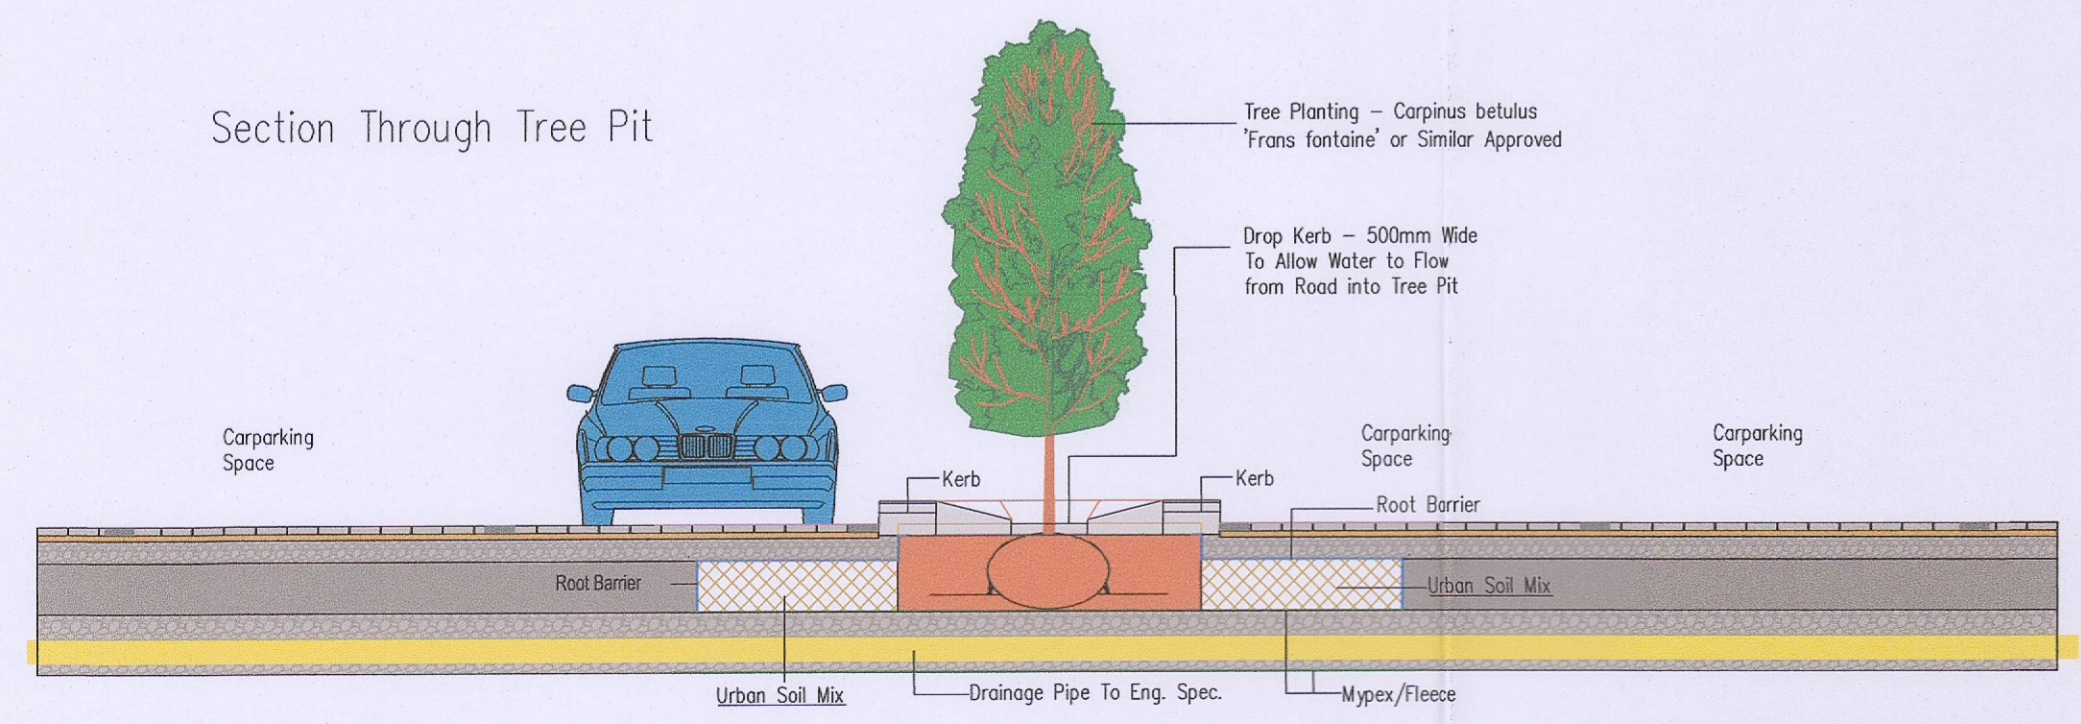 Section Through Tree Pit
Tree Planting – Carpinus betulus
'Frans fontaine' or Similar Approved
Drop Kerb – 500mm Wide
To Allow Water to Flow
from Road into Tree Pit
Carparking
Space
Carparking
Space
Carparking
Space
Kerb
Kerb
Root Barrier
Root Barrier
Urban Soil Mix
Urban Soil Mix
Drainage Pipe To Eng. Spec.
Mypex/Fleece